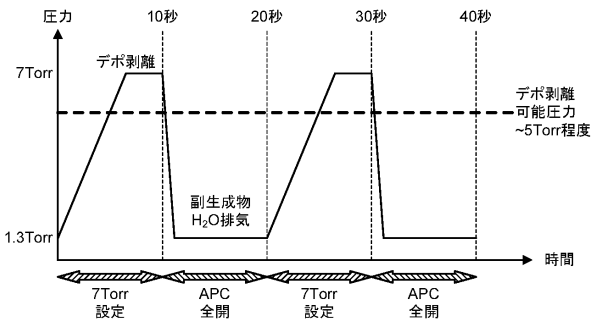 圧力
10秒
20秒
30秒
40秒
7Torr
デポ剥離
デポ剥離
可能圧力
~5Torr程度
副生成物
H₂O排気
1.3Torr
時間
7Torr
設定
APC
全開
7Torr
設定
APC
全開